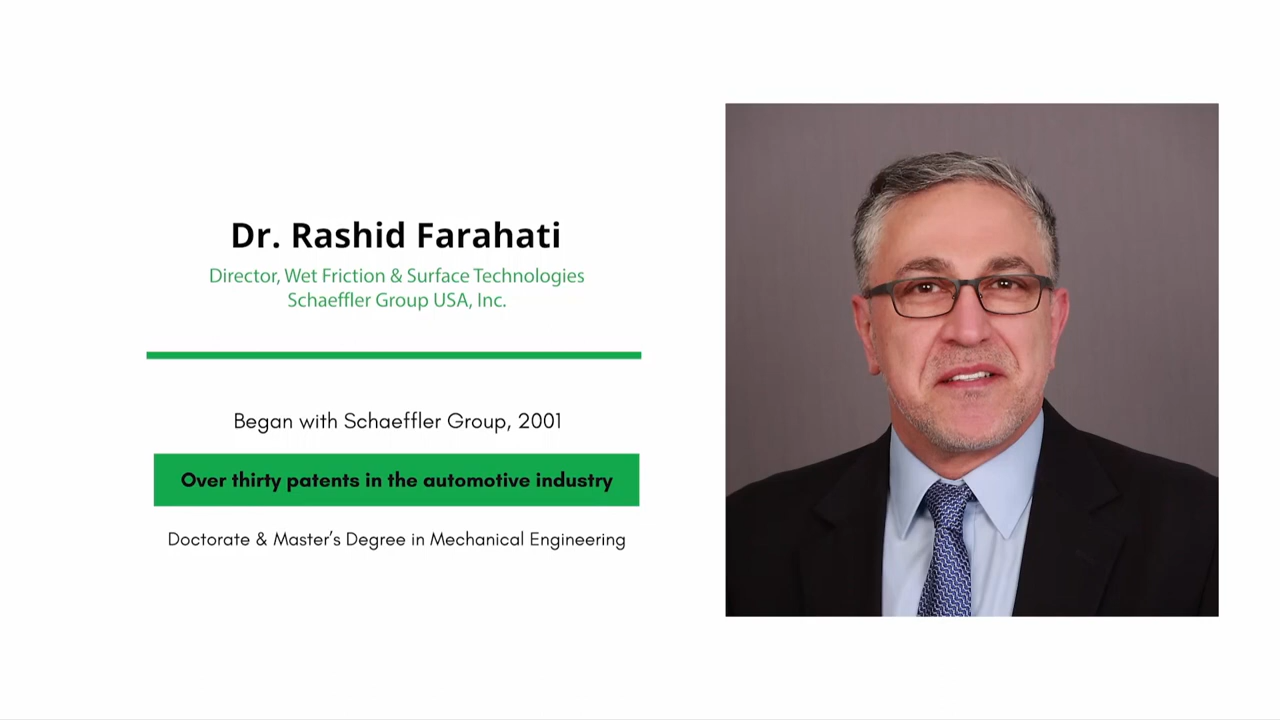 Dr. Rashid Farahati
Director, Wet Friction & Surface Technologies
Schaeffler Group USA, Inc.
Began with Schaeffler Group, 2001
Over thirty patents in the automotive industry
Doctorate & Master's Degree in Mechanical Engineering